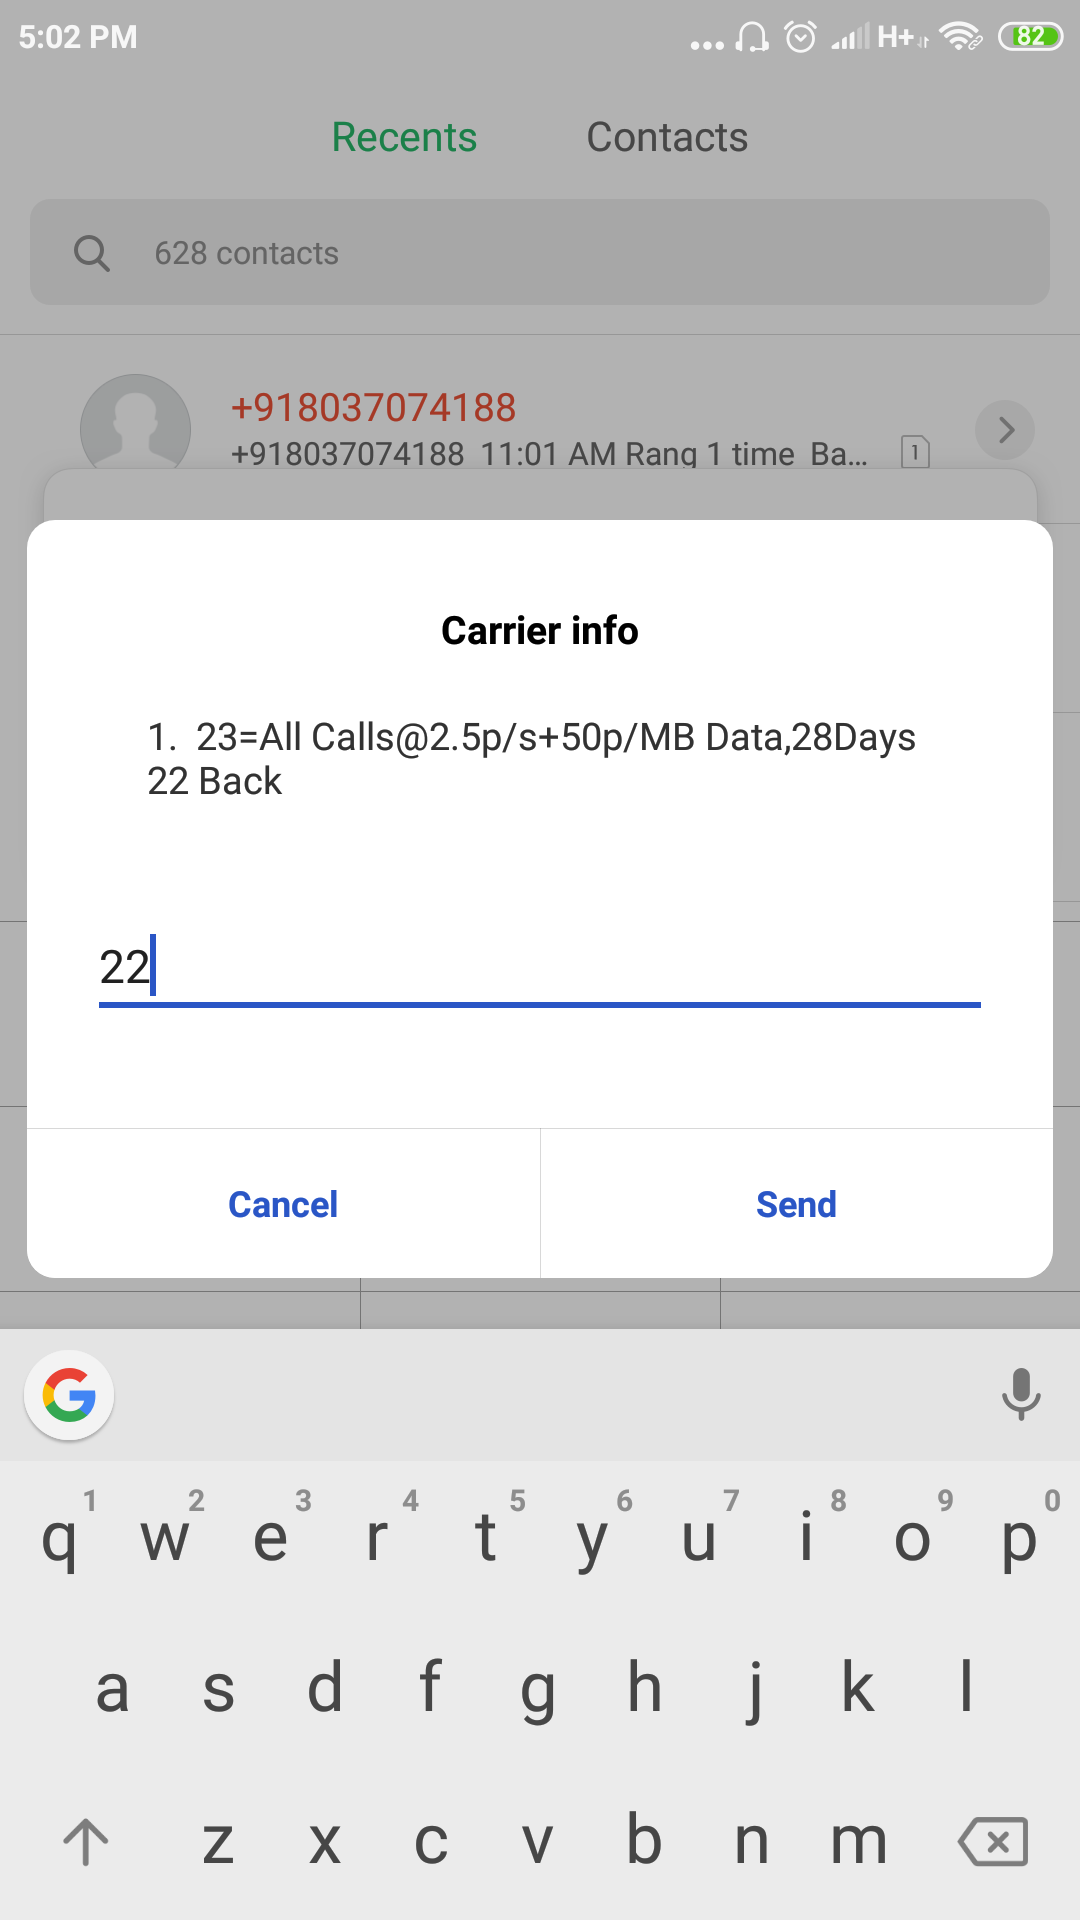 5:02 PM
... H+ 82
Recents Contacts
628 contacts
+918037074188
+918037074188 11:01 AM Rang 1 time Ba... 1
Carrier info
1. 23=All Calls@2.5p/s+50p/MB Data,28Days
22 Back
22
Cancel Send
G
1 2 3 4 5 6 7 8 9 0
q w e r t y u i o p
a s d f g h j k l
z x c v b n m